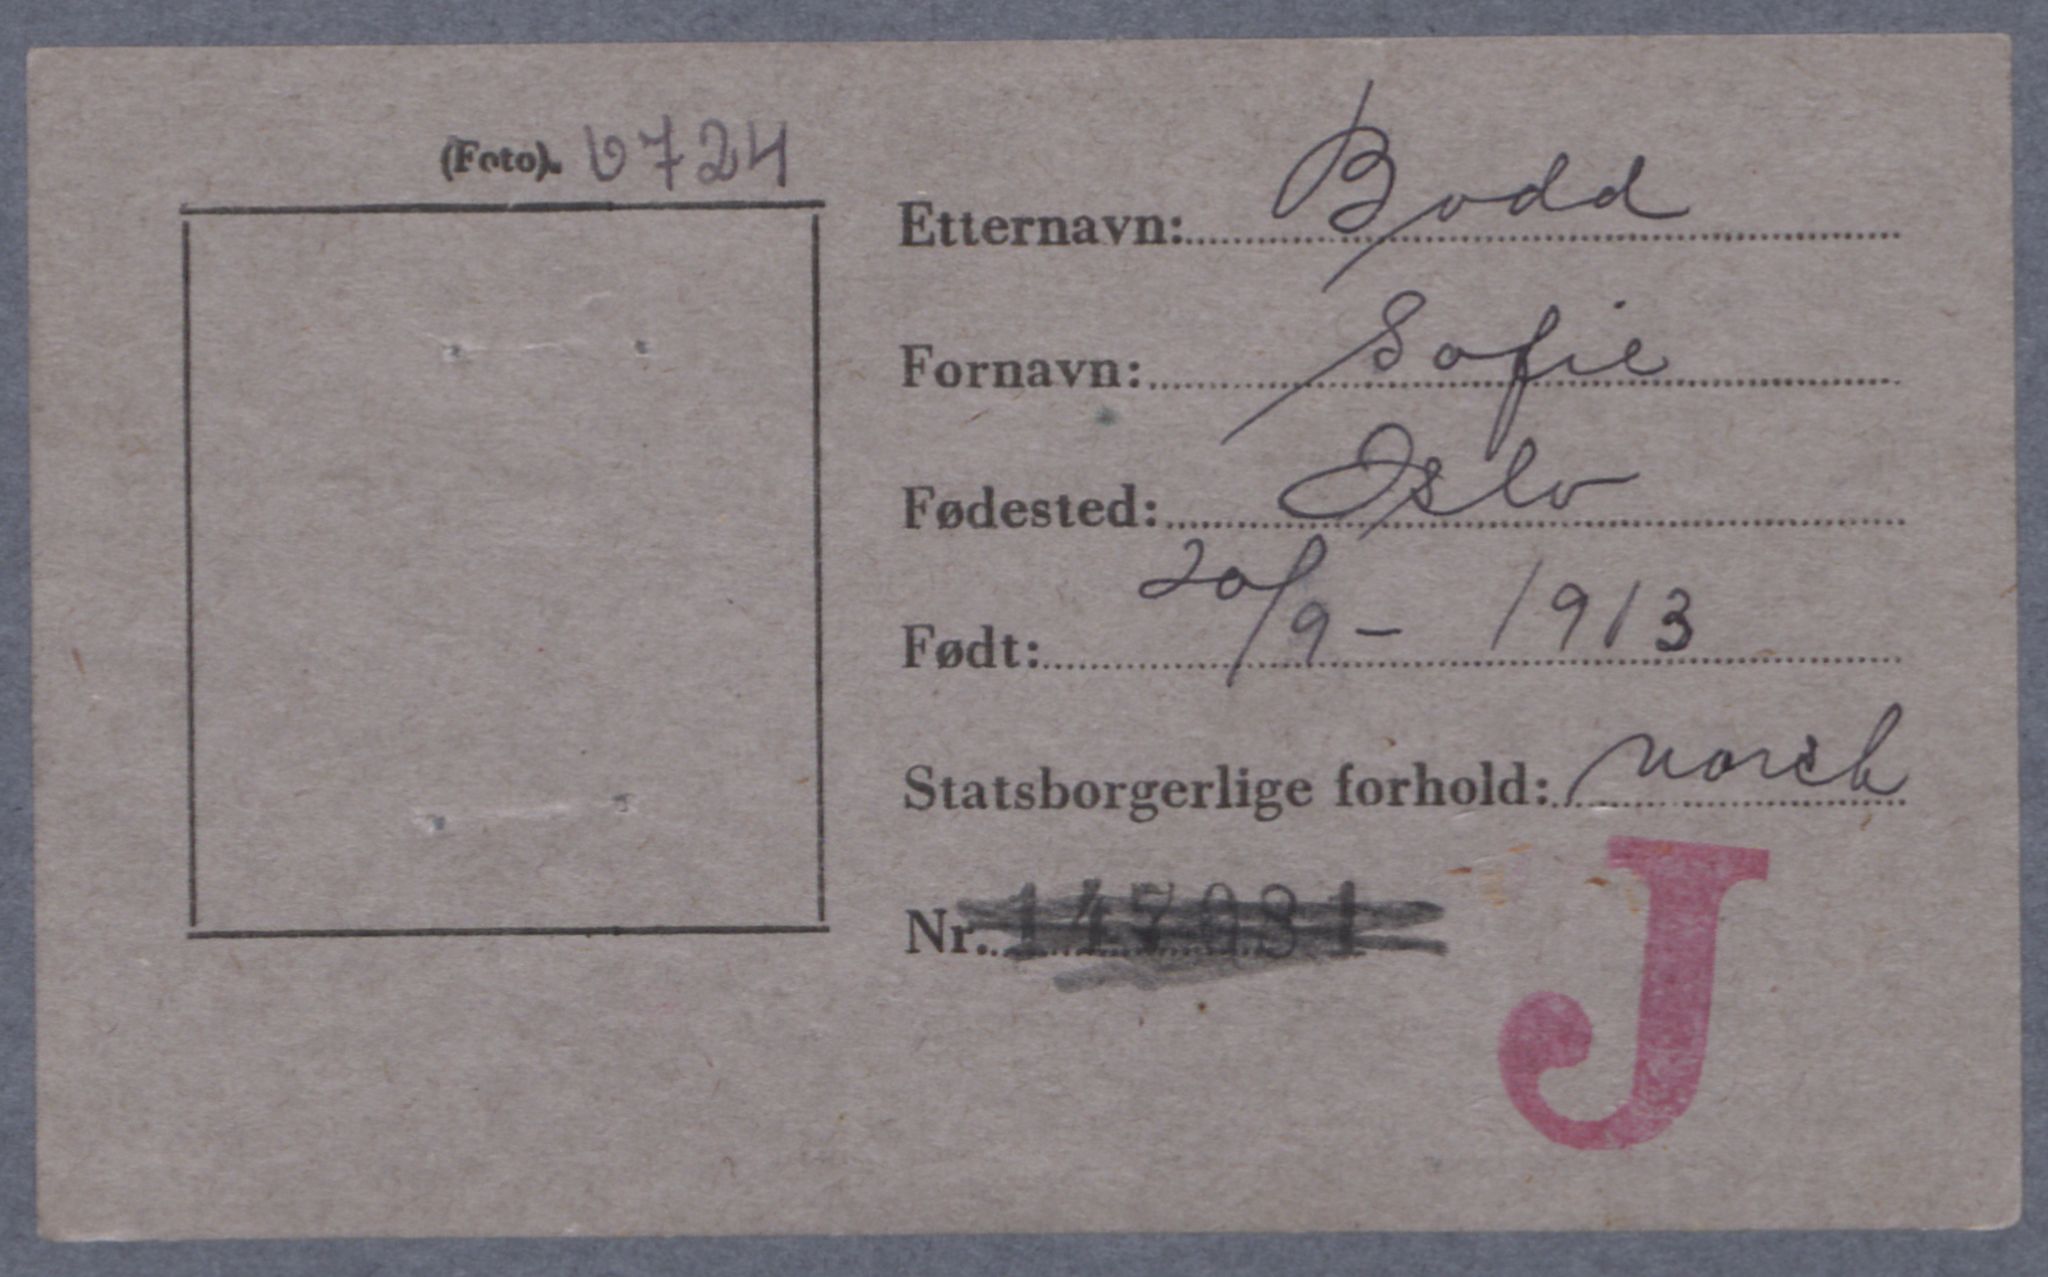 (Foto). 6724
Etternavn: Bodd
Fornavn: Sofie
Fødested: Oslo
Født: 20/9 - 1913
Statsborgerlige forhold: norsk
Nr.
J